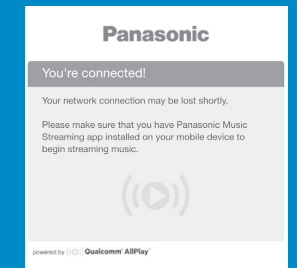 Panasonic
You're connected!
Your network connection may be lost shortly.
Please make sure that you have Panasonic Music
Streaming app installed on your mobile device to
begin streaming music.
powered by Qualcomm® AllPlay™